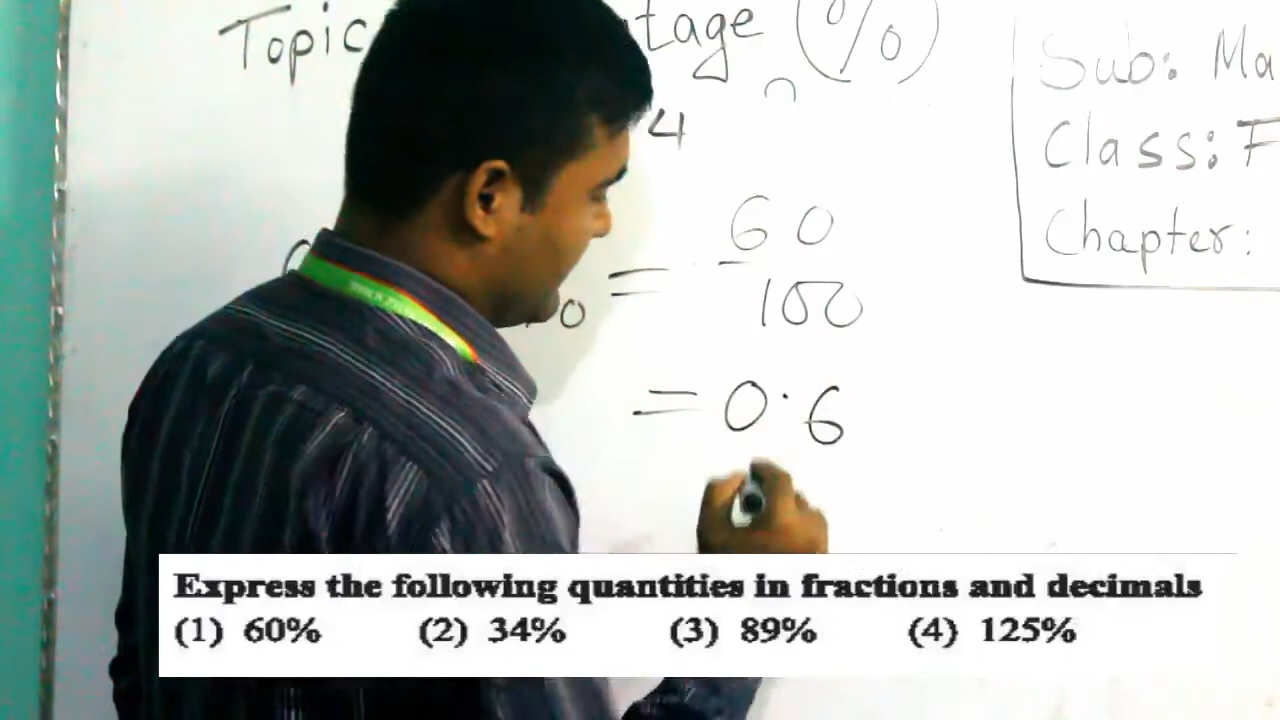 Topic tage (%)
4
Sub: Ma
Class: F
Chapter:
= 60
100
= 0.6
Express the following quantities in fractions and decimals
(1) 60% (2) 34% (3) 89% (4) 125%